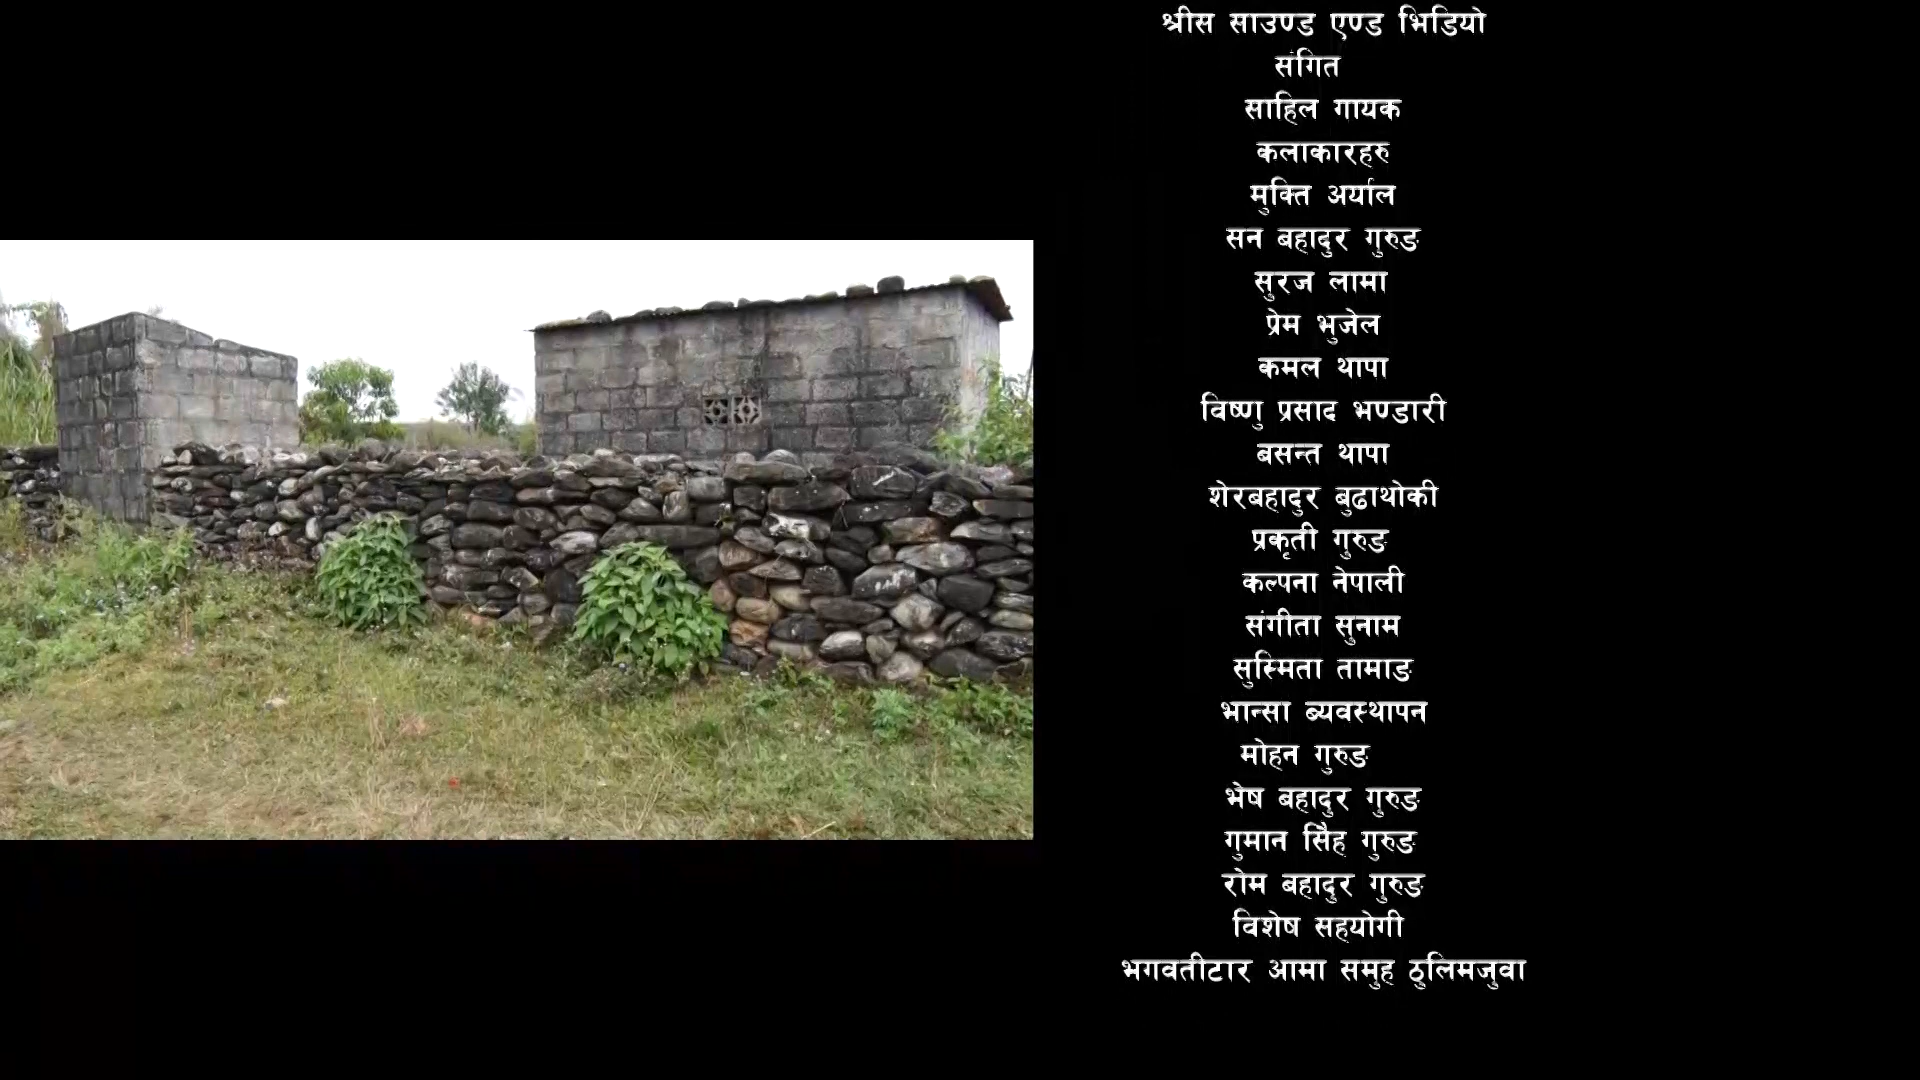 श्रीस साउण्ड एण्ड भिडियो
संगित
साहिल गायक
कलाकारहरु
मुक्ति अर्याल
सन बहादुर गुरुङ
सुरज लामा
प्रेम भुजेल
कमल थापा
विष्णु प्रसाद भण्डारी
बसन्त थापा
शेरबहादुर बुढाथोकी
प्रकृती गुरुङ
कल्पना नेपाली
संगीता सुनाम
सुस्मिता तामाङ
भान्सा ब्यवस्थापन
मोहन गुरुङ
भेष बहादुर गुरुङ
गुमान सिंह गुरुङ
रोम बहादुर गुरुङ
विशेष सहयोगी
भगवतीटार आमा समुह ठुलिमजुवा